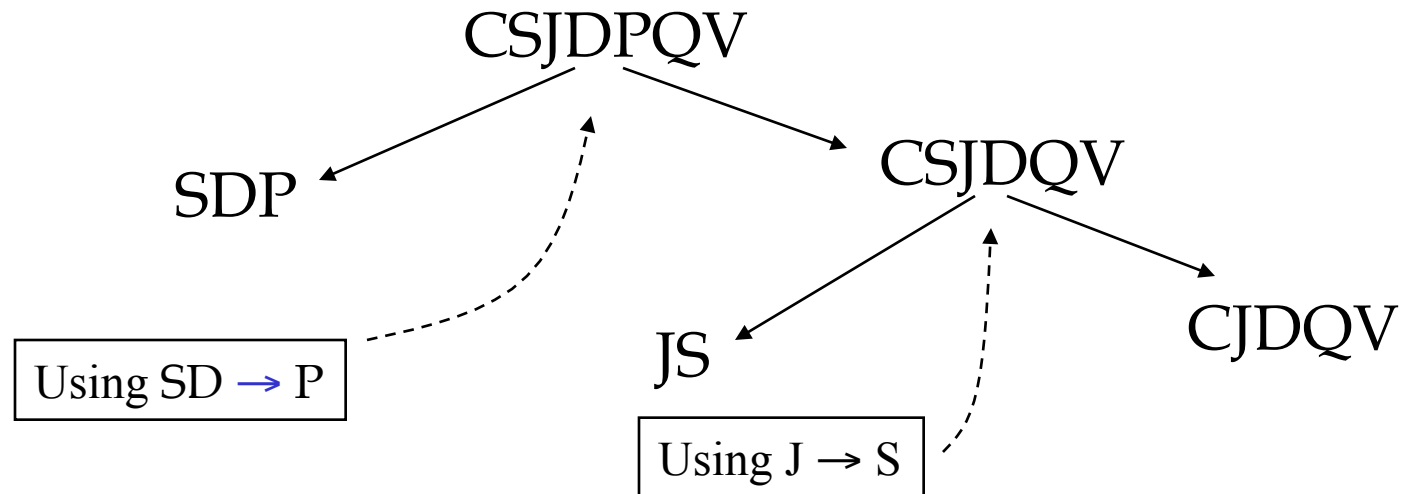 CSJDPQV
CSJDQV
SDP
CJDQV
JS
Using SD → P
Using J → S